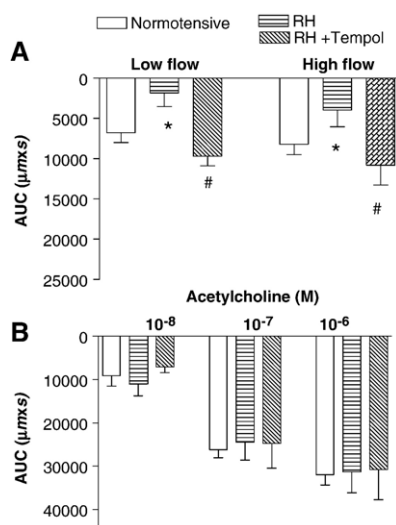 Normotensive
RH
RH +Tempol
A
Low flow
High flow
0
5000
10000
15000
20000
25000
AUC (μmxs)
*
#
*
#
Acetylcholine (M)
B
10-8
10-7
10-6
0
10000
20000
30000
40000
AUC (μmxs)